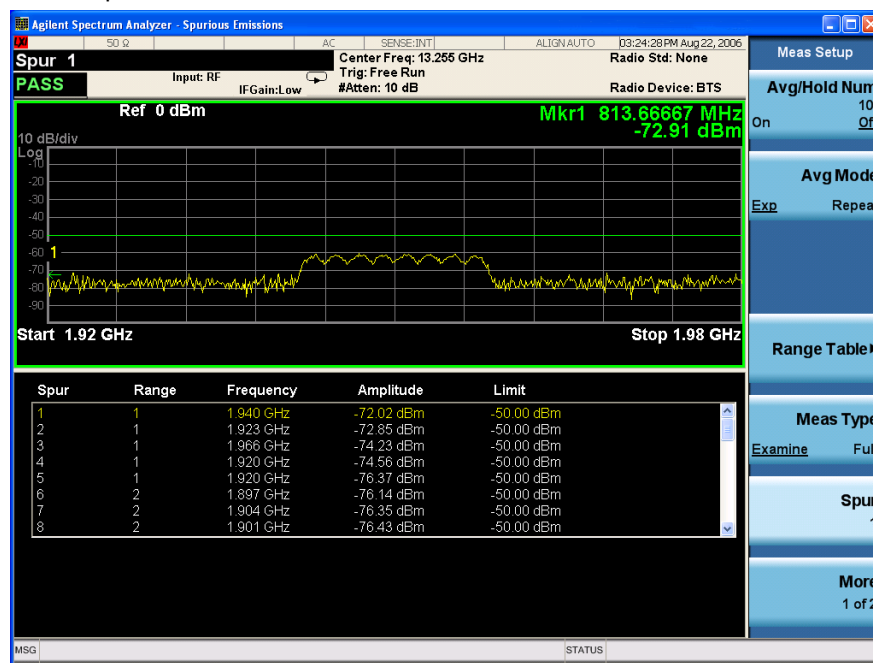 Agilent Spectrum Analyzer - Spurious Emissions
LXI 50 Ω AC SENSE:INT ALIGN AUTO 03:24:28 PM Aug 22, 2006
Spur 1 Center Freq: 13.255 GHz Radio Std: None
PASS Input: RF Trig: Free Run
IFGain:Low #Atten: 10 dB Radio Device: BTS
Ref 0 dBm Mkr1 813.66667 MHz
-72.91 dBm
10 dB/div
Log
-10
-20
-30
-40
-50
-60 1
-70
-80
-90
Start 1.92 GHz Stop 1.98 GHz
Spur Range Frequency Amplitude Limit
1 1 1.940 GHz -72.02 dBm -50.00 dBm
2 1 1.923 GHz -72.85 dBm -50.00 dBm
3 1 1.966 GHz -74.23 dBm -50.00 dBm
4 1 1.920 GHz -74.56 dBm -50.00 dBm
5 1 1.920 GHz -76.37 dBm -50.00 dBm
6 2 1.897 GHz -76.14 dBm -50.00 dBm
7 2 1.904 GHz -76.35 dBm -50.00 dBm
8 2 1.901 GHz -76.43 dBm -50.00 dBm
MSG STATUS
Meas Setup
Avg/Hold Num
10
On Of
Avg Mode
Exp Repea
Range Table
Meas Type
Examine Ful
Spur
1
More
1 of 2